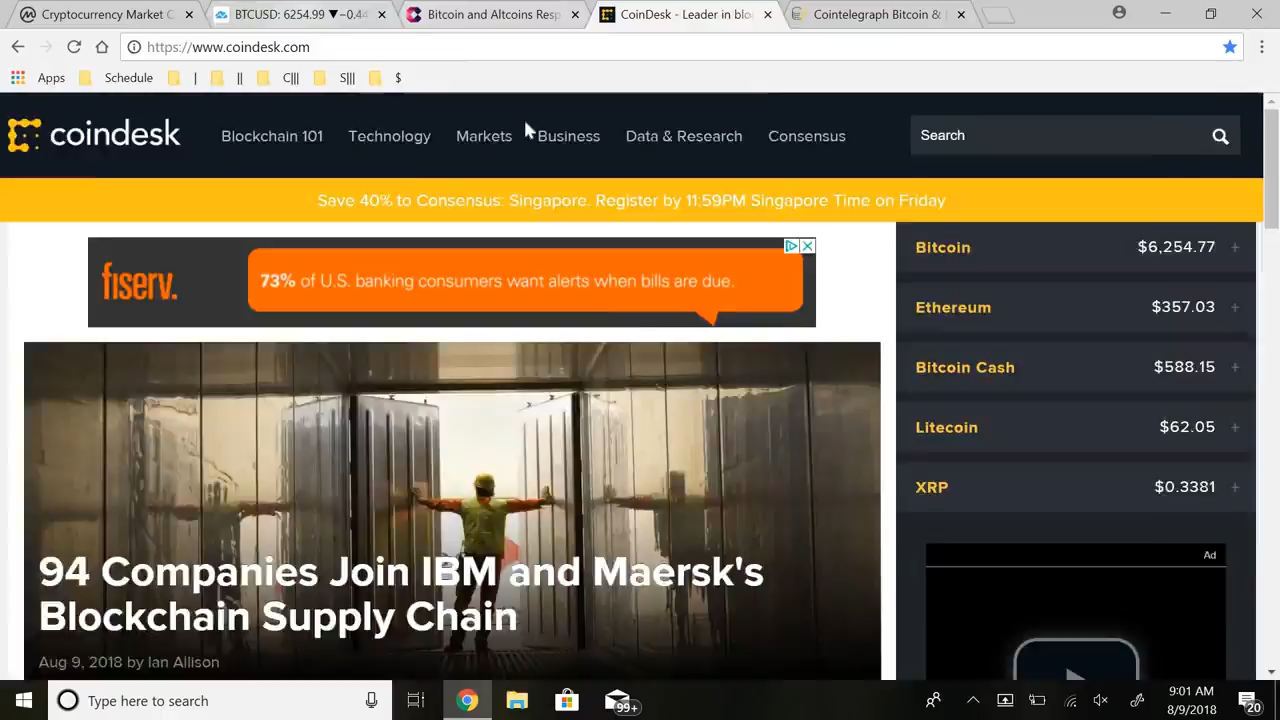 Cryptocurrency Market C
BTCUSD: 6254.99 ▼ -0.44
Bitcoin and Altcoins Resp
CoinDesk - Leader in blo
Cointelegraph Bitcoin &
https://www.coindesk.com
Apps
Schedule
|
||
C|||
S|||
$
coindesk
Blockchain 101
Technology
Markets
Business
Data & Research
Consensus
Search
Save 40% to Consensus: Singapore. Register by 11:59PM Singapore Time on Friday
fiserv.
73% of U.S. banking consumers want alerts when bills are due.
Bitcoin $6,254.77 +
Ethereum $357.03 +
Bitcoin Cash $588.15 +
Litecoin $62.05 +
XRP $0.3381 +
Ad
94 Companies Join IBM and Maersk's
Blockchain Supply Chain
Aug 9, 2018 by Ian Allison
Type here to search
99+
9:01 AM
8/9/2018
20